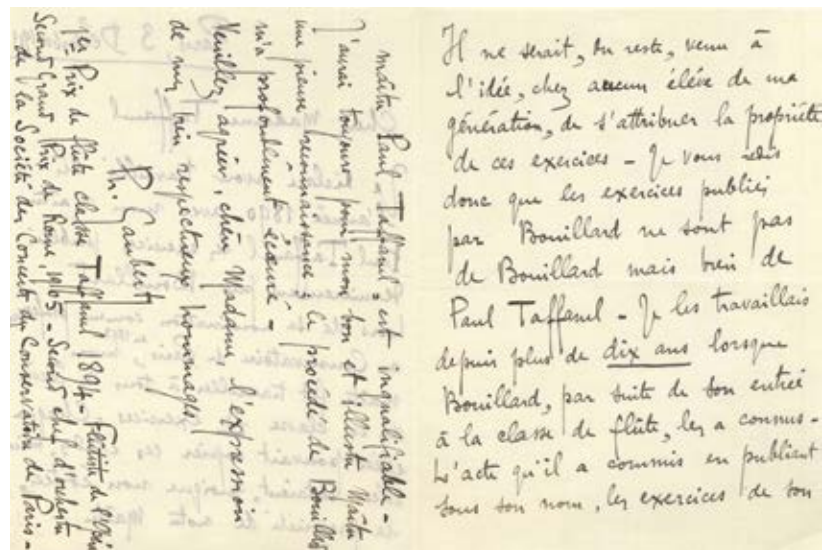 Il ne serait, du reste, venu à
l'idée, chez aucun élève de ma
génération, de s'attribuer la propriété
de ces exercices – Je vous redis
donc que les exercices publiés
par Bouillard ne sont pas
de Bouillard mais bien de
Paul Taffanel – Je les travaillais
depuis plus de dix ans lorsque
Bouillard, par suite de son entrée
à la classe de flûte, les a connus –
L'acte qu'il a commis en publiant
sous son nom, les exercices de son
maître Paul Taffanel, est inqualifiable –
J'aurai toujours pour mon bon et illustre Maître
une pieuse reconnaissance ; le procédé de Bouillard
m'a profondément écœuré –
Veuillez agréer, chère Madame, l'expression
de mes bien respectueux hommages
Ph. Gaubert
1er Prix de flûte classe Taffanel 1894 – flûtiste de l'Opéra
Second Grand Prix de Rome, 1905 – Second chef d'orchestre
de la Société des Concerts du Conservatoire de Paris –